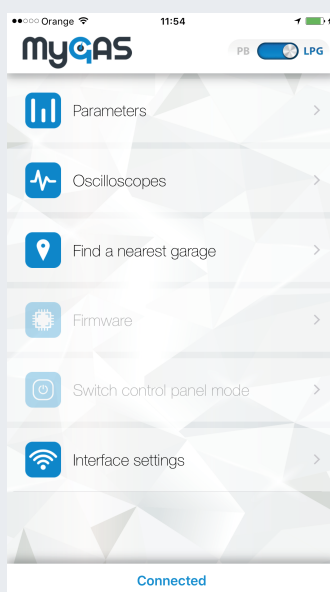 Orange 11:54
MyGAS PB LPG
Parameters
Oscilloscopes
Find a nearest garage
Firmware
Switch control panel mode
Interface settings
Connected